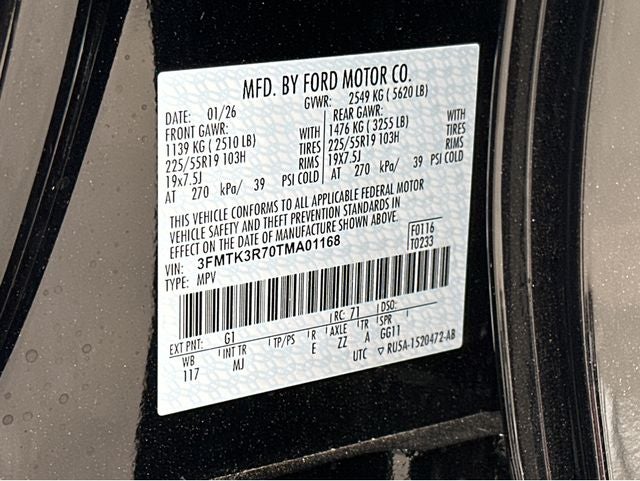 MFD. BY FORD MOTOR CO.
DATE: 01/26 GVWR: 2549 KG ( 5620 LB)
FRONT GAWR: REAR GAWR:
1139 KG ( 2510 LB) WITH 1476 KG ( 3255 LB) WITH
225/55R19 103H TIRES 225/55R19 103H TIRES
19x7.5J RIMS 19x7.5J RIMS
AT 270 kPa/ 39 PSI COLD AT 270 kPa/ 39 PSI COLD
THIS VEHICLE CONFORMS TO ALL APPLICABLE FEDERAL MOTOR
VEHICLE SAFETY AND THEFT PREVENTION STANDARDS IN
EFFECT ON THE DATE OF MANUFACTURE SHOWN ABOVE.
VIN: 3FMTK3R70TMA01168 F0116
TYPE: MPV T0233
EXT PNT: G1 RC: 71 DSO:
WB INT TR TP/PS R AXLE TR SPR
117 MJ E ZZ A GG11
UTC ▽ RU5A-1520472-AB